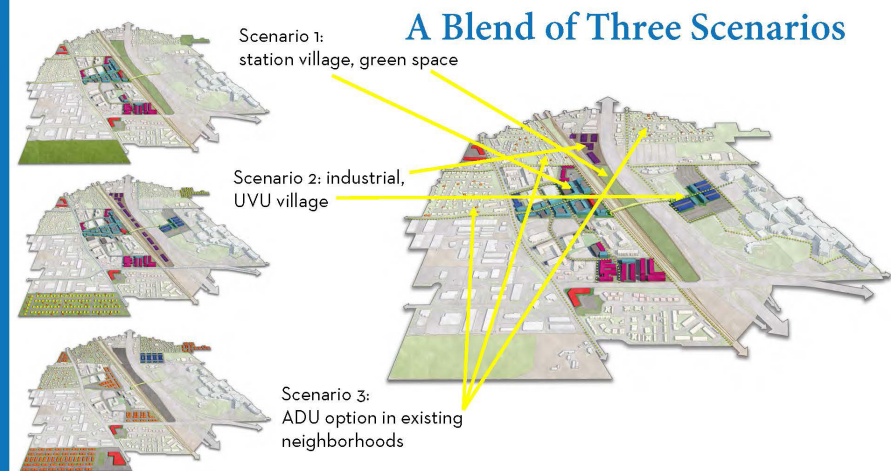 A Blend of Three Scenarios
Scenario 1:
station village, green space
Scenario 2: industrial,
UVU village
Scenario 3:
ADU option in existing
neighborhoods